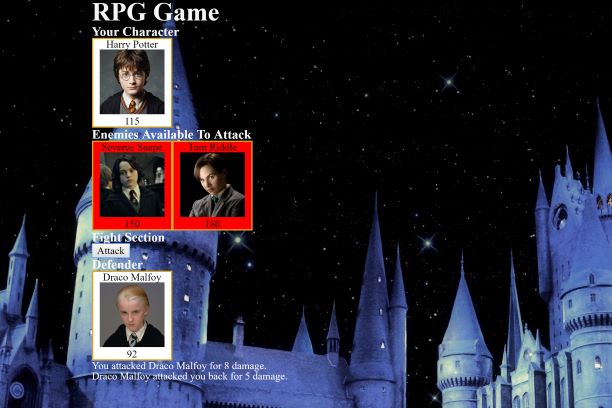 RPG Game
Your Character
Harry Potter
115
Enemies Available To Attack
Severus Snape Tom Riddle
150 180
Fight Section
Attack
Defender
Draco Malfoy
92
You attacked Draco Malfoy for 8 damage.
Draco Malfoy attacked you back for 5 damage.